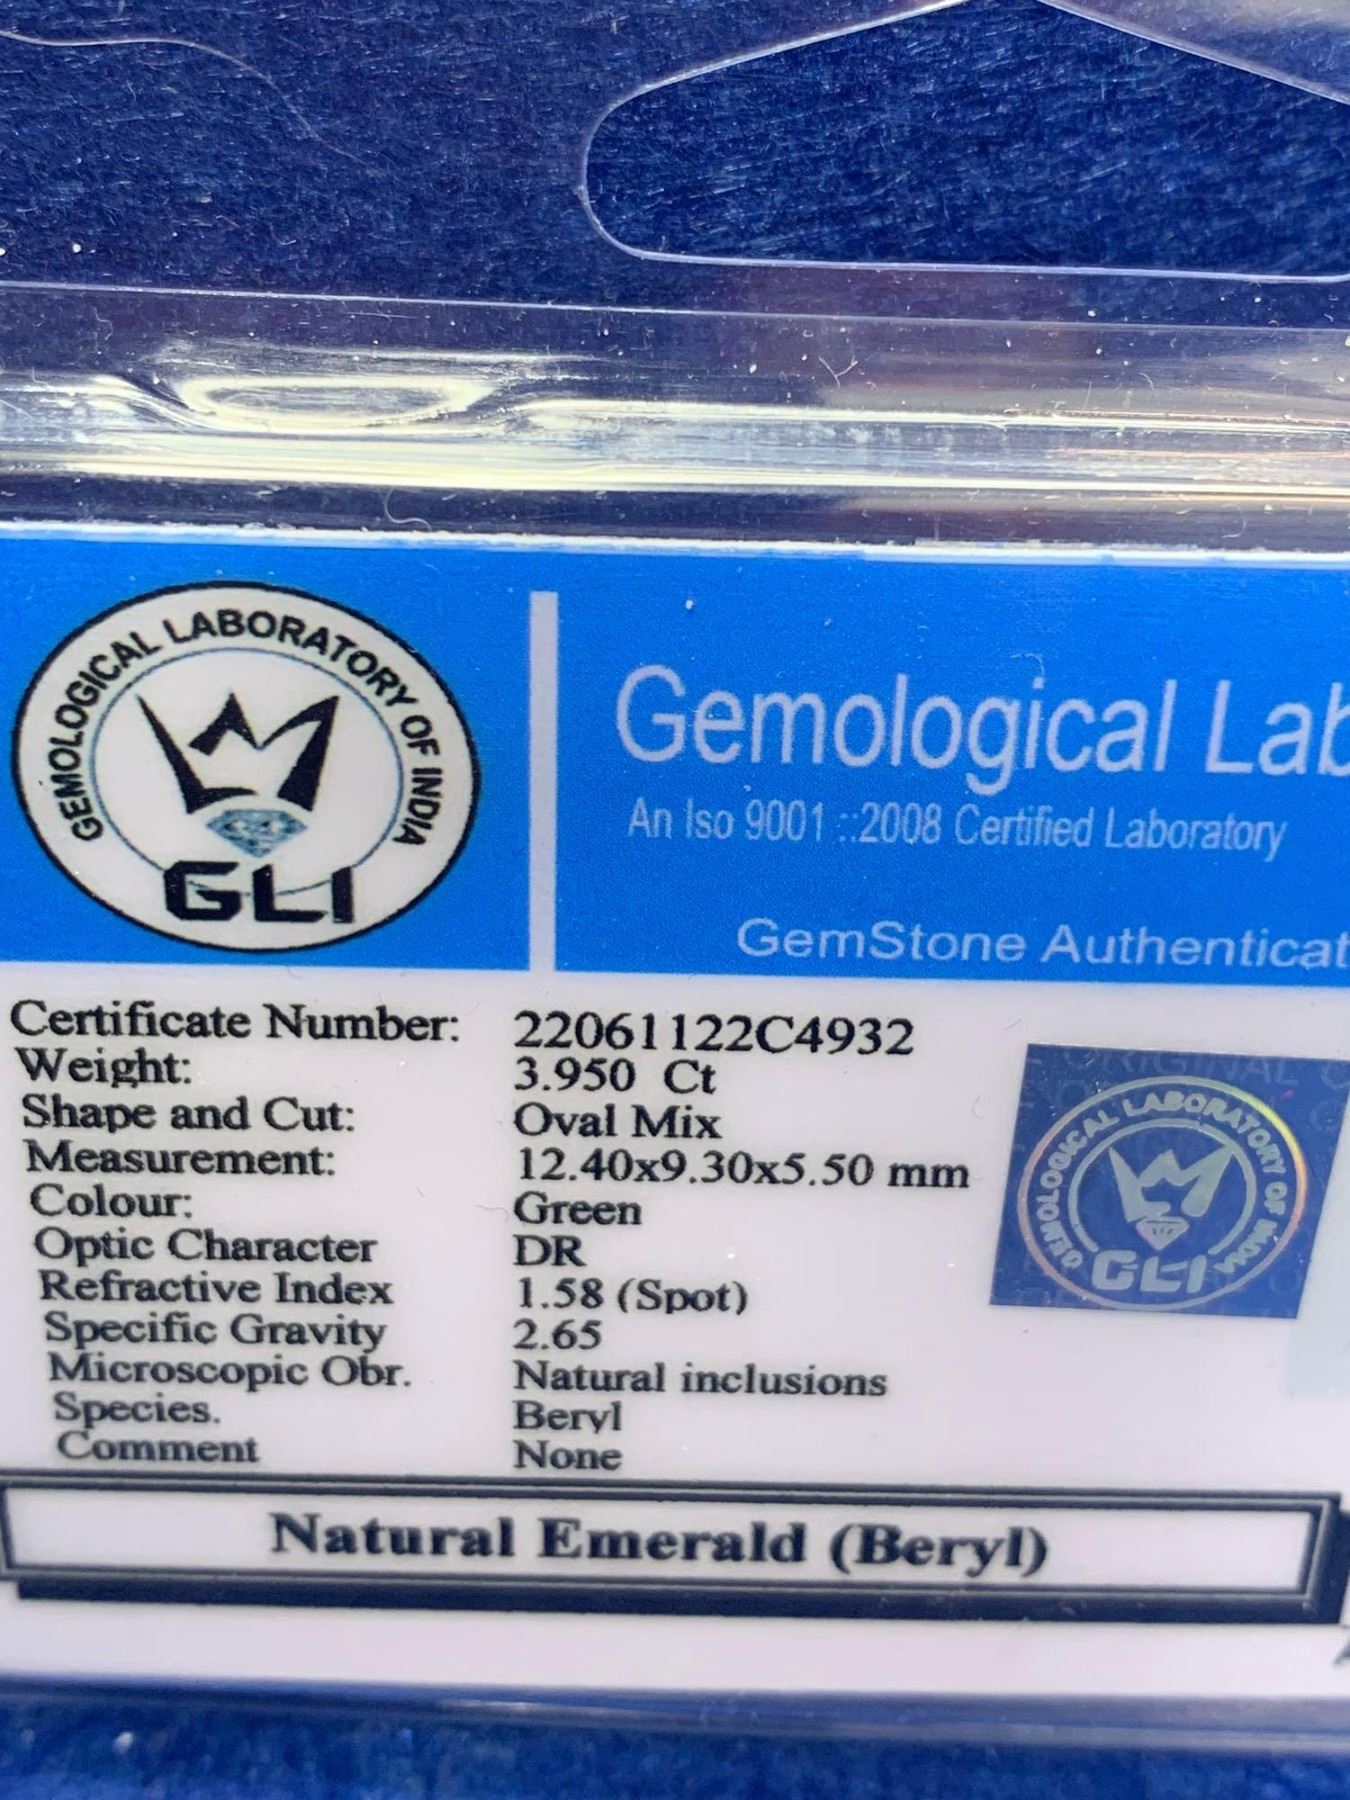 GEMOLOGICAL LABORATORY OF INDIA
GLI
Gemological Lab
An Iso 9001 ::2008 Certified Laboratory
GemStone Authenticat
Certificate Number: 22061122C4932
Weight: 3.950 Ct
Shape and Cut: Oval Mix
Measurement: 12.40x9.30x5.50 mm
Colour: Green
Optic Character DR
Refractive Index 1.58 (Spot)
Specific Gravity 2.65
Microscopic Obr. Natural inclusions
Species. Beryl
Comment None
ORIGINAL
GEMOLOGICAL LABORATORY OF INDIA
GLI
Natural Emerald (Beryl)